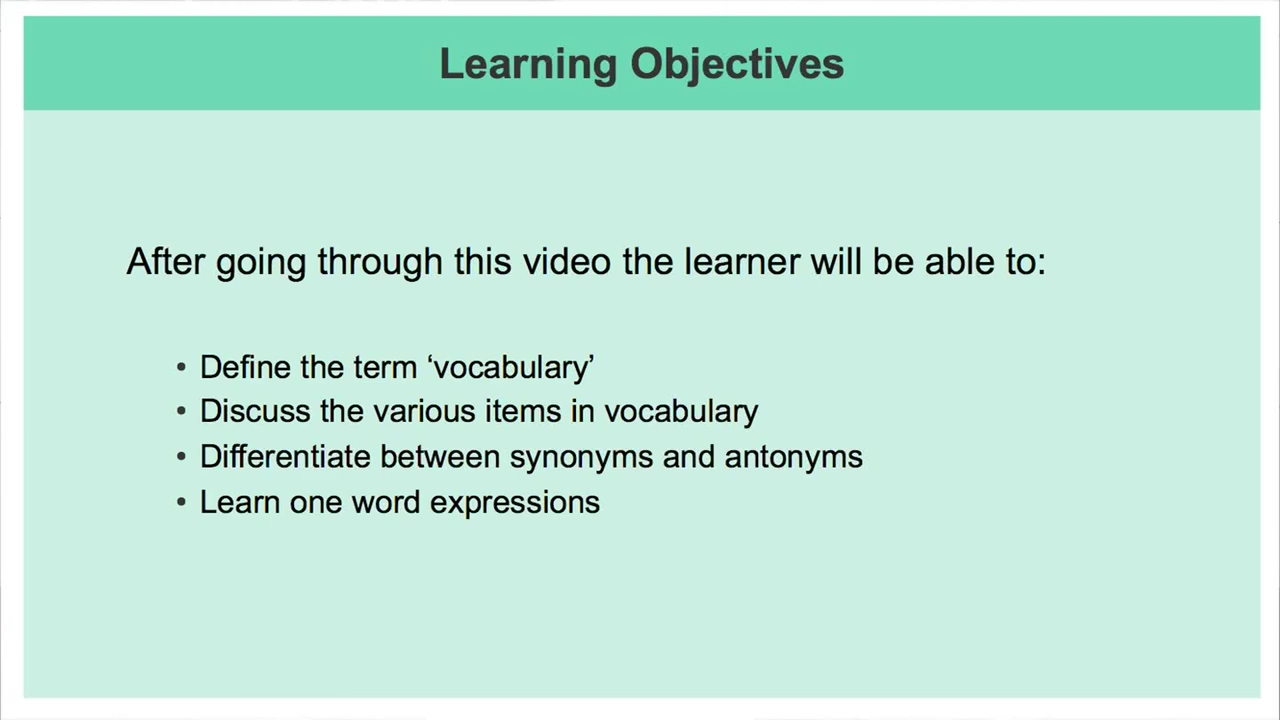 Learning Objectives
After going through this video the learner will be able to:
• Define the term ‘vocabulary’
• Discuss the various items in vocabulary
• Differentiate between synonyms and antonyms
• Learn one word expressions